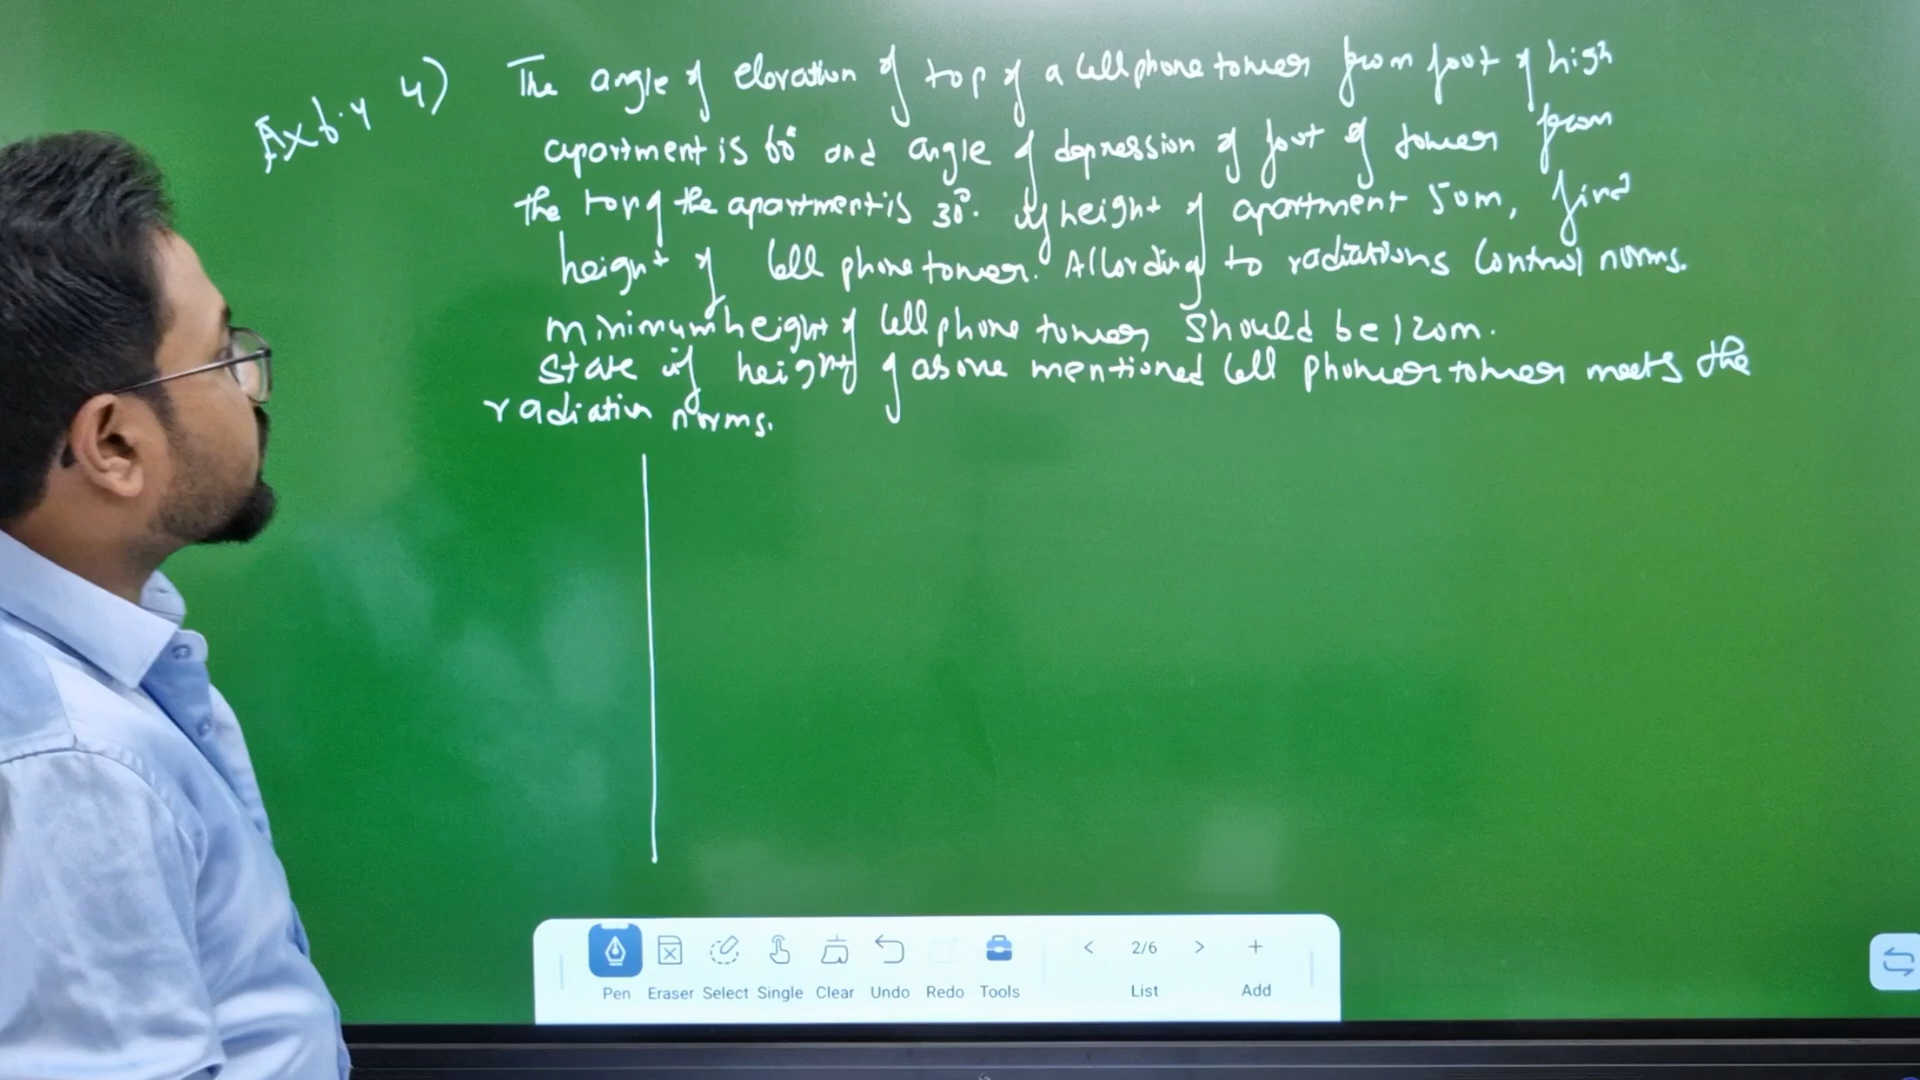 Ex 6.4 4) The angle of elevation of top of a cell phone tower from foot of high
apartment is 60° and angle of depression of foot of tower from
the top of the apartment is 30°. If height of apartment 50m, find
height of cell phone tower. According to radiations control norms.
minimum height of cell phone tower should be 120m.
state if height of above mentioned cell phoner tower meets the
radiation norms.
Pen Eraser Select Single Clear Undo Redo Tools < 2/6 > List + Add